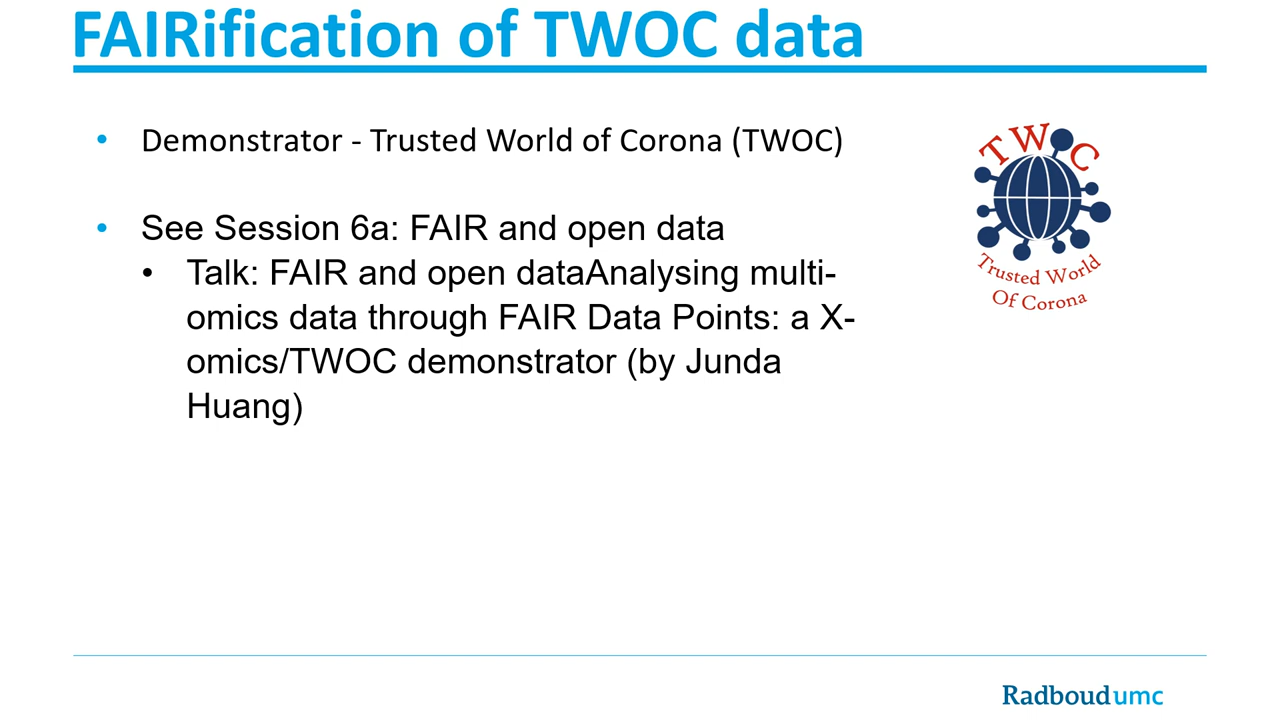 FAIRification of TWOC data
• Demonstrator - Trusted World of Corona (TWOC)
• See Session 6a: FAIR and open data
• Talk: FAIR and open dataAnalysing multi-
omics data through FAIR Data Points: a X-
omics/TWOC demonstrator (by Junda
Huang)
TWOC
Trusted World
Of Corona
Radboudumc